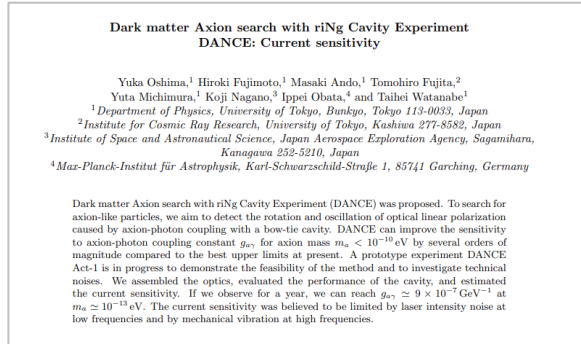 Dark matter Axion search with riNg Cavity Experiment
DANCE: Current sensitivity
Yuka Oshima,¹ Hiroki Fujimoto,¹ Masaki Ando,¹ Tomohiro Fujita,²
Yuta Michimura,¹ Koji Nagano,³ Ippei Obata,⁴ and Taihei Watanabe¹
¹Department of Physics, University of Tokyo, Bunkyo, Tokyo 113-0033, Japan
²Institute for Cosmic Ray Research, University of Tokyo, Kashiwa 277-8582, Japan
³Institute of Space and Astronautical Science, Japan Aerospace Exploration Agency, Sagamihara,
Kanagawa 252-5210, Japan
⁴Max-Planck-Institut für Astrophysik, Karl-Schwarzschild-Straße 1, 85741 Garching, Germany
Dark matter Axion search with riNg Cavity Experiment (DANCE) was proposed. To search for
axion-like particles, we aim to detect the rotation and oscillation of optical linear polarization
caused by axion-photon coupling with a bow-tie cavity. DANCE can improve the sensitivity
to axion-photon coupling constant gₐᵧ for axion mass mₐ < 10⁻¹⁰ eV by several orders of
magnitude compared to the best upper limits at present. A prototype experiment DANCE
Act-1 is in progress to demonstrate the feasibility of the method and to investigate technical
noises. We assembled the optics, evaluated the performance of the cavity, and estimated
the current sensitivity. If we observe for a year, we can reach gₐᵧ ≃ 9 × 10⁻⁷ GeV⁻¹ at
mₐ ≃ 10⁻¹³ eV. The current sensitivity was believed to be limited by laser intensity noise at
low frequencies and by mechanical vibration at high frequencies.